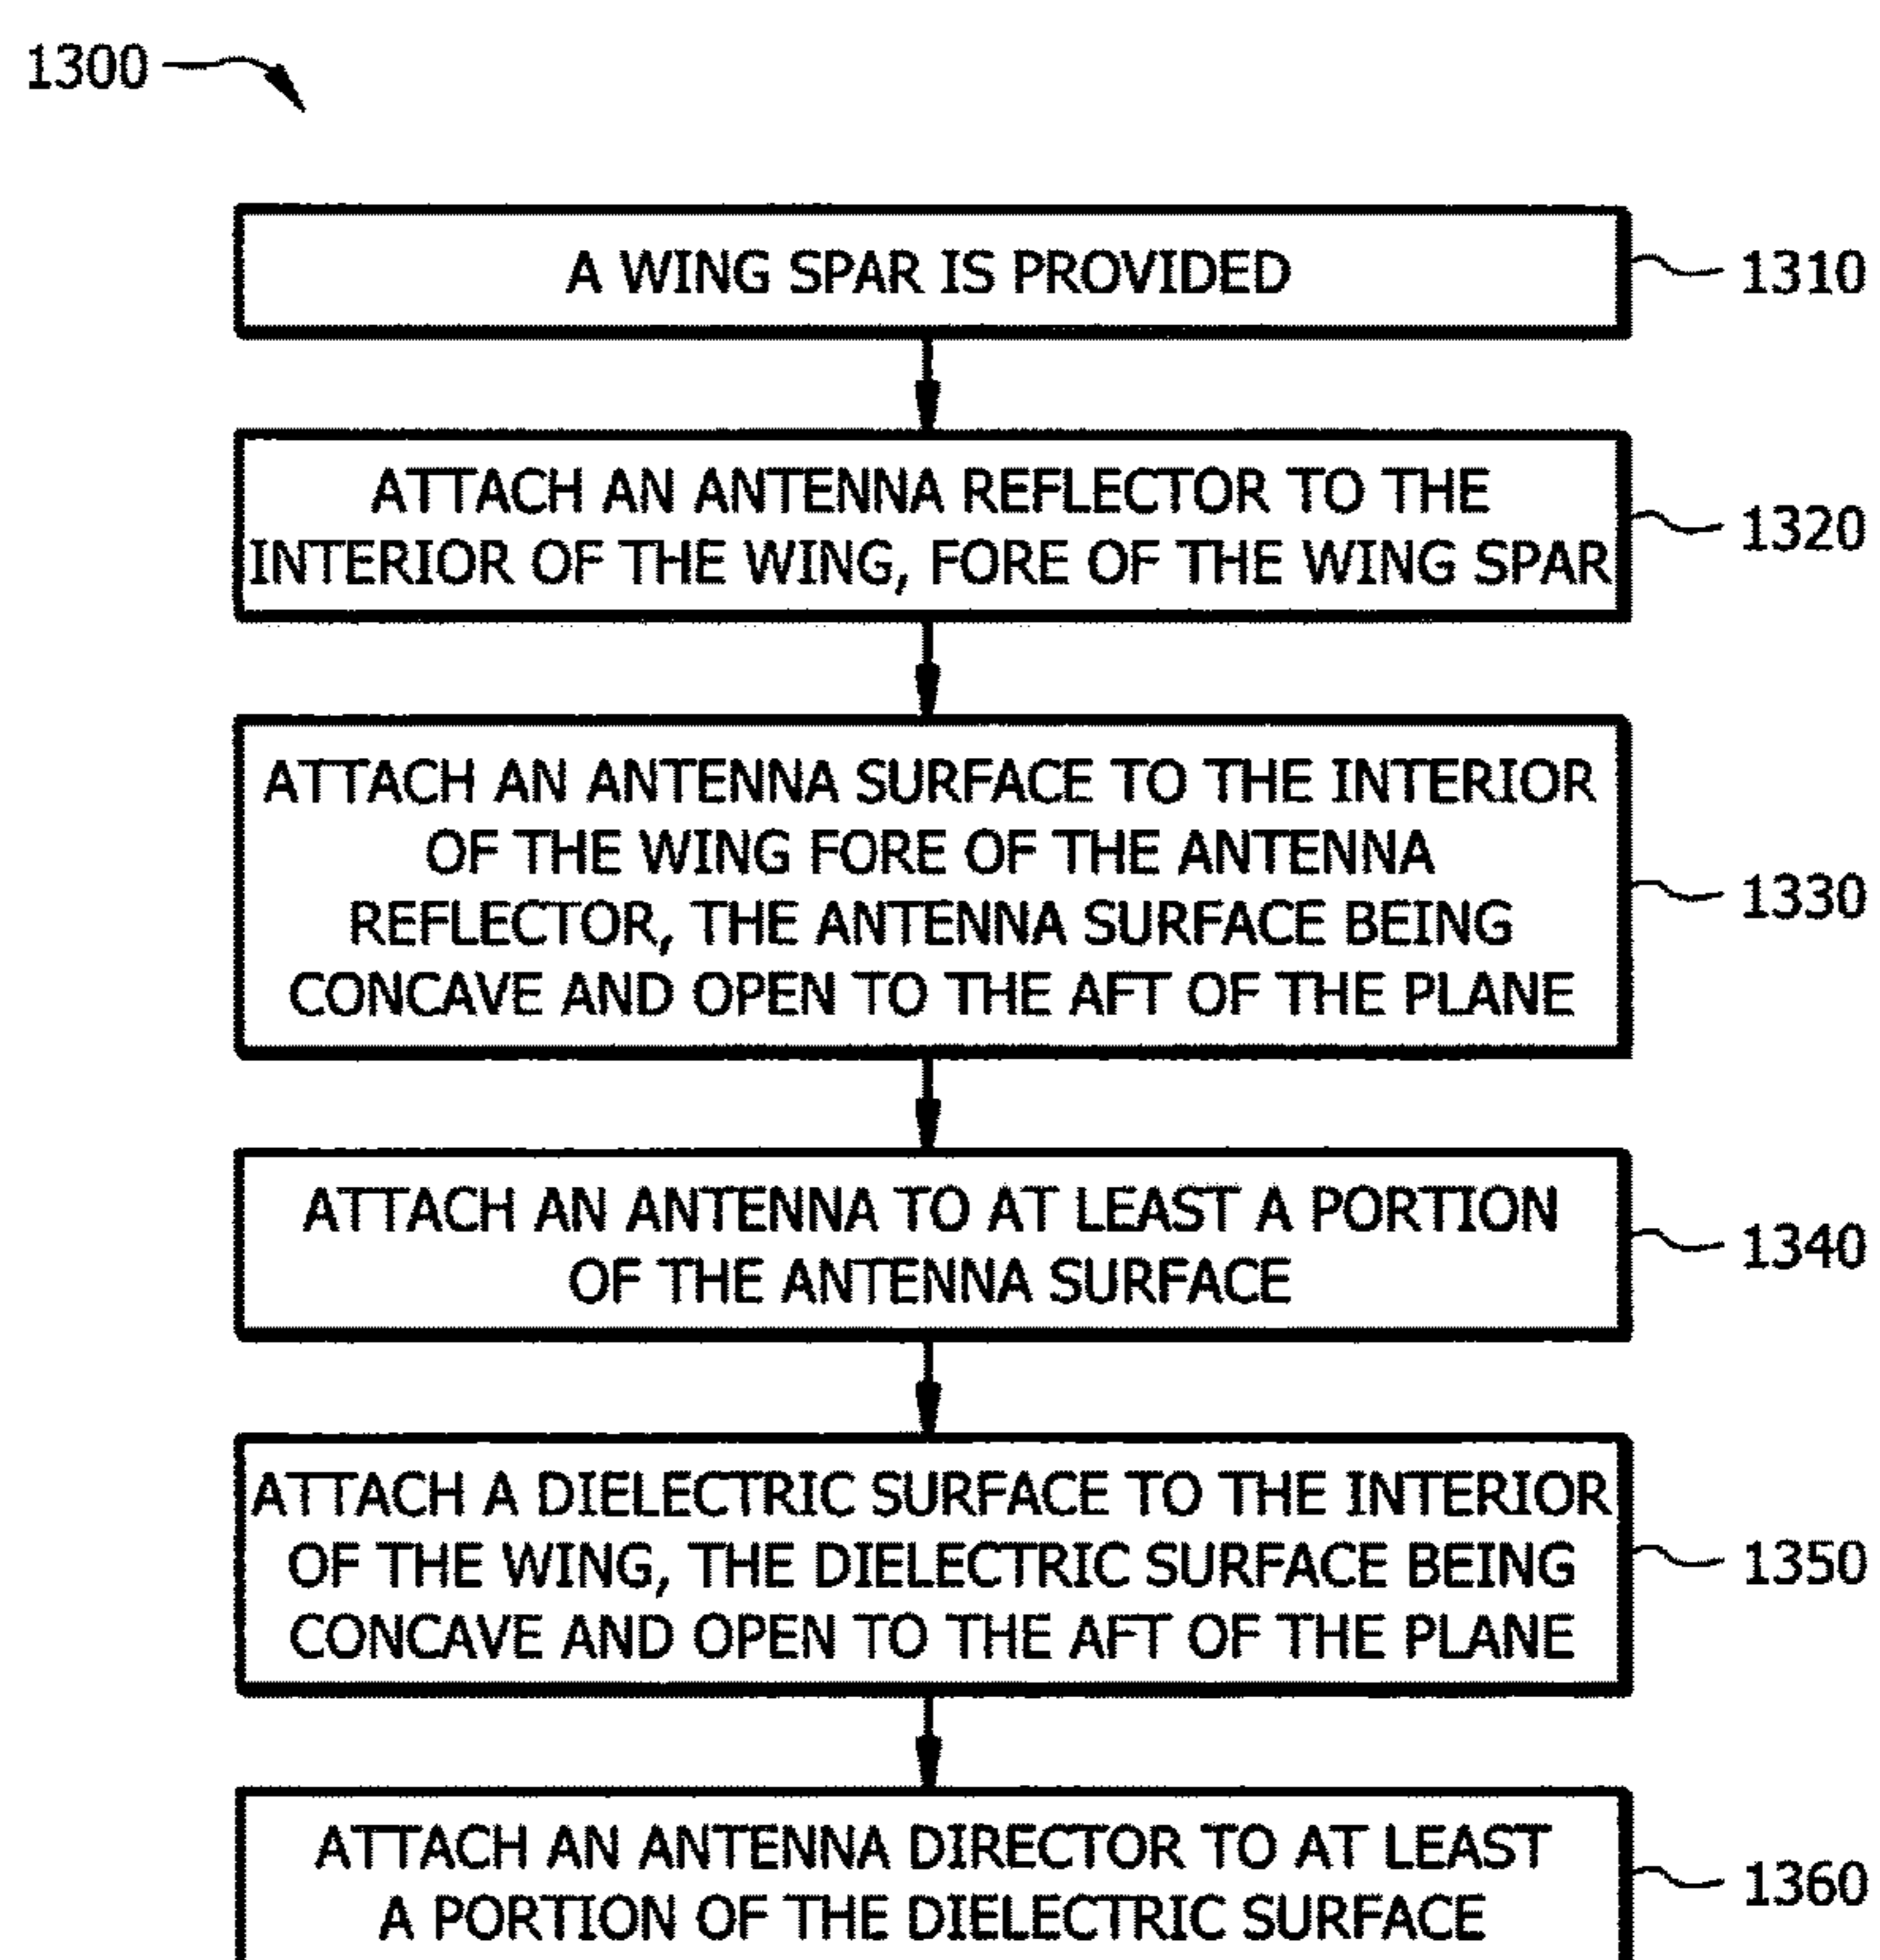 1300
A WING SPAR IS PROVIDED
1310
ATTACH AN ANTENNA REFLECTOR TO THE
INTERIOR OF THE WING, FORE OF THE WING SPAR
1320
ATTACH AN ANTENNA SURFACE TO THE INTERIOR
OF THE WING FORE OF THE ANTENNA
REFLECTOR, THE ANTENNA SURFACE BEING
CONCAVE AND OPEN TO THE AFT OF THE PLANE
1330
ATTACH AN ANTENNA TO AT LEAST A PORTION
OF THE ANTENNA SURFACE
1340
ATTACH A DIELECTRIC SURFACE TO THE INTERIOR
OF THE WING, THE DIELECTRIC SURFACE BEING
CONCAVE AND OPEN TO THE AFT OF THE PLANE
1350
ATTACH AN ANTENNA DIRECTOR TO AT LEAST
A PORTION OF THE DIELECTRIC SURFACE
1360